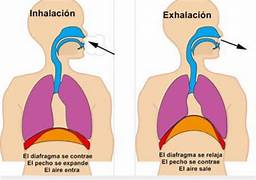 Inhalación
Exhalación
El diafragma se contrae
El pecho se expande
El aire entra
El diafragma se relaja
El pecho se contrae
El aire sale